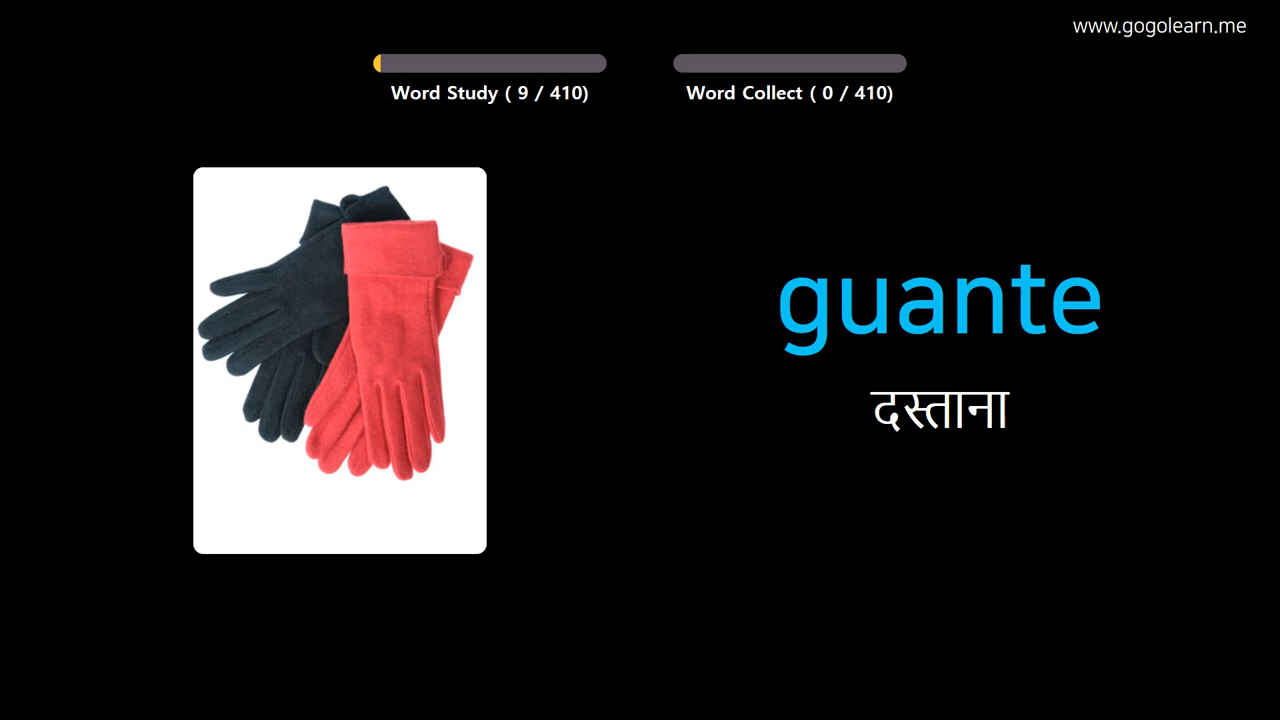 www.gogolearn.me
Word Study ( 9 / 410)
Word Collect ( 0 / 410)
guante
दस्ताना